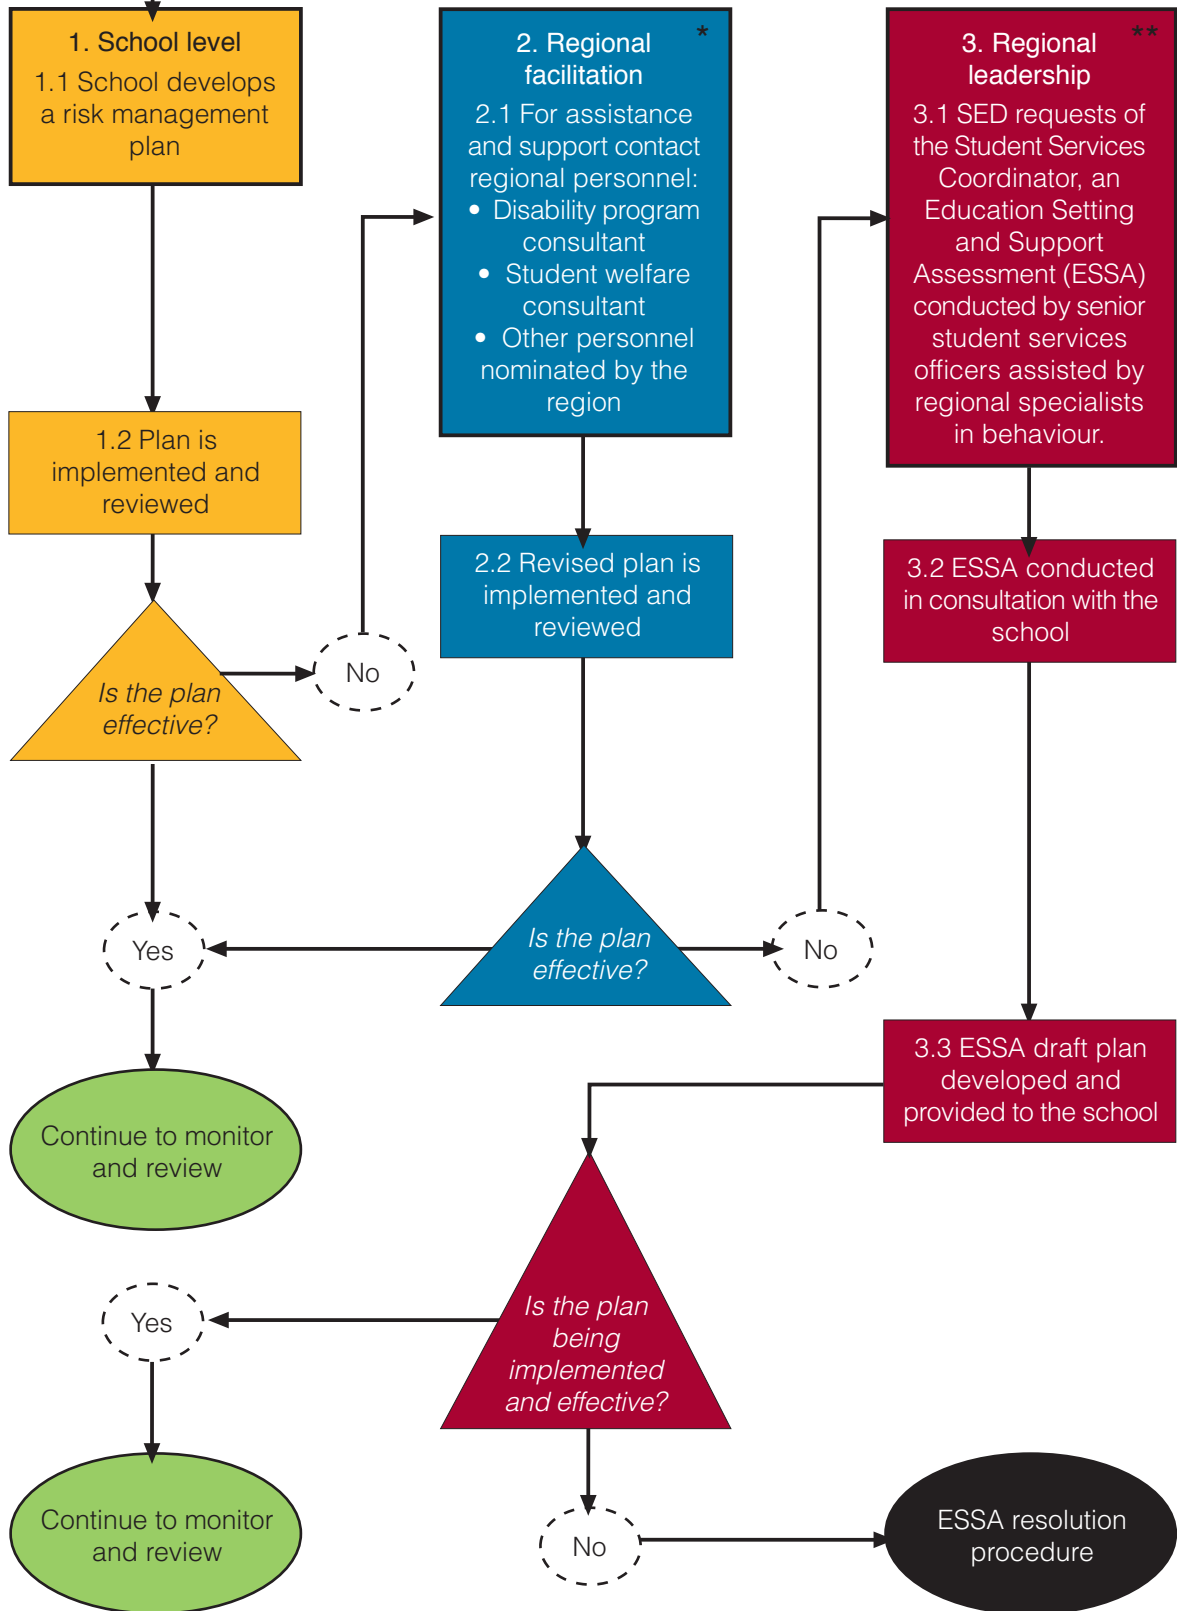 1. School level
1.1 School develops
a risk management
plan
1.2 Plan is
implemented and
reviewed
Is the plan
effective?
No
Yes
Continue to monitor
and review
2. Regional *
facilitation
2.1 For assistance
and support contact
regional personnel:
• Disability program
consultant
• Student welfare
consultant
• Other personnel
nominated by the
region
2.2 Revised plan is
implemented and
reviewed
Is the plan
effective?
No
3. Regional **
leadership
3.1 SED requests of
the Student Services
Coordinator, an
Education Setting
and Support
Assessment (ESSA)
conducted by senior
student services
officers assisted by
regional specialists
in behaviour.
3.2 ESSA conducted
in consultation with the
school
3.3 ESSA draft plan
developed and
provided to the school
Is the plan
being
implemented
and effective?
Yes
Continue to monitor
and review
No
ESSA resolution
procedure